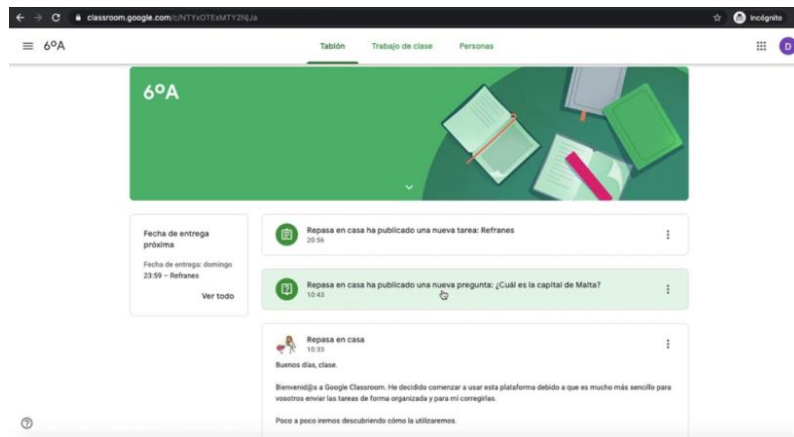 classroom.google.com/c/NTYxOTExMTY2NjJa
Incógnito
6ºA
Tablón
Trabajo de clase
Personas
D
6ºA
Fecha de entrega próxima
Fecha de entrega: domingo
23:59 – Refranes
Ver todo
Repasa en casa ha publicado una nueva tarea: Refranes
20:56
Repasa en casa ha publicado una nueva pregunta: ¿Cuál es la capital de Malta?
10:43
Repasa en casa
10:33
Buenos días, clase.
Bienvenid@s a Google Classroom. He decidido comenzar a usar esta plataforma debido a que es mucho más sencillo para
vosotros enviar las tareas de forma organizada y para mí corregirlas.
Poco a poco iremos descubriendo cómo la utilizaremos.